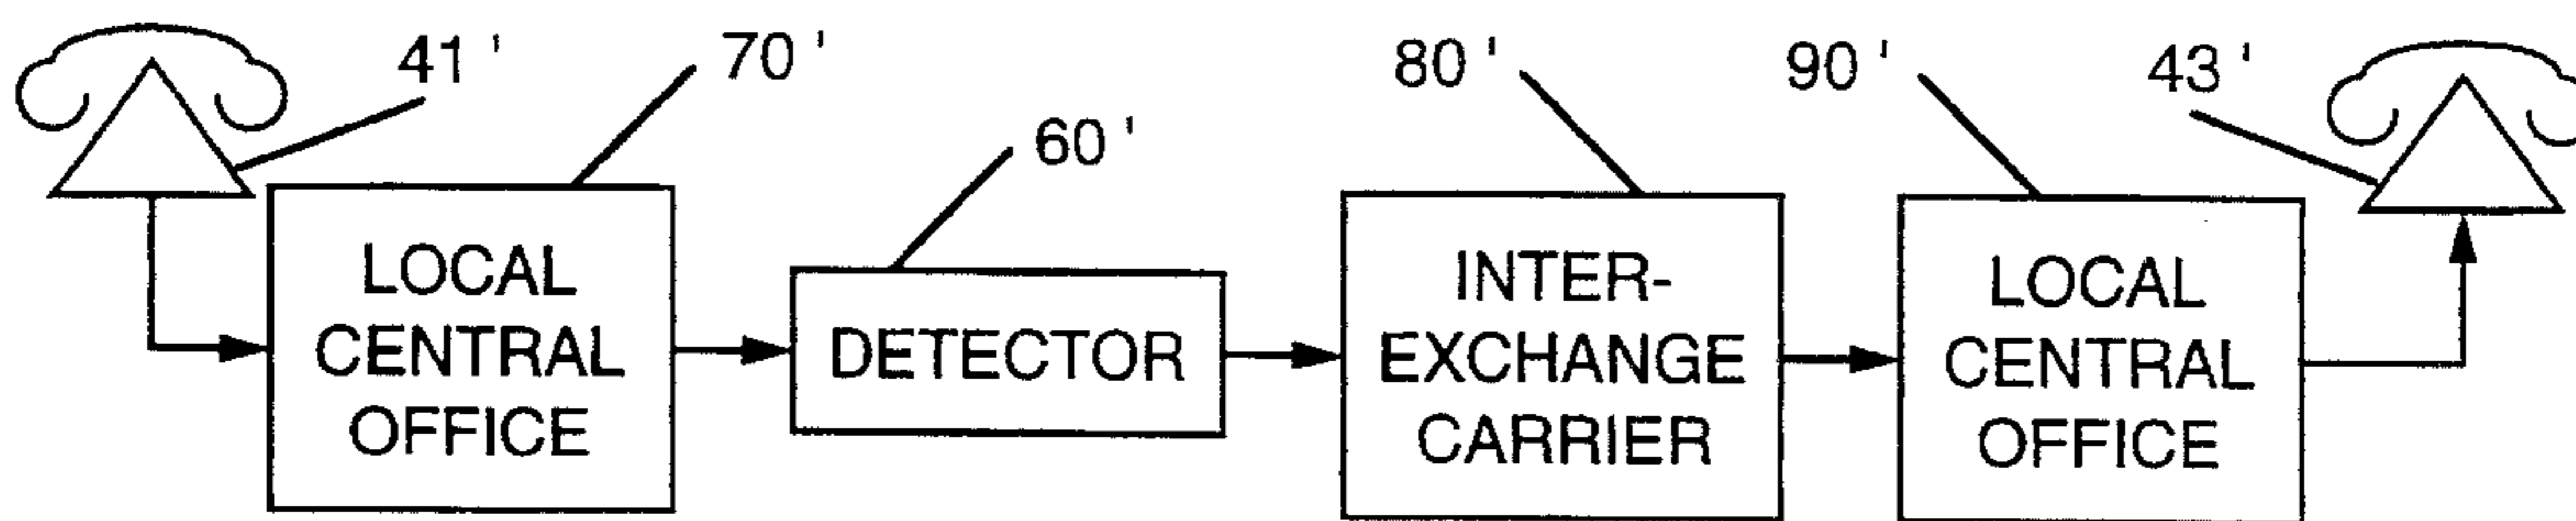 41'
70'
60'
80'
90'
43'
LOCAL
CENTRAL
OFFICE
DETECTOR
INTER-
EXCHANGE
CARRIER
LOCAL
CENTRAL
OFFICE